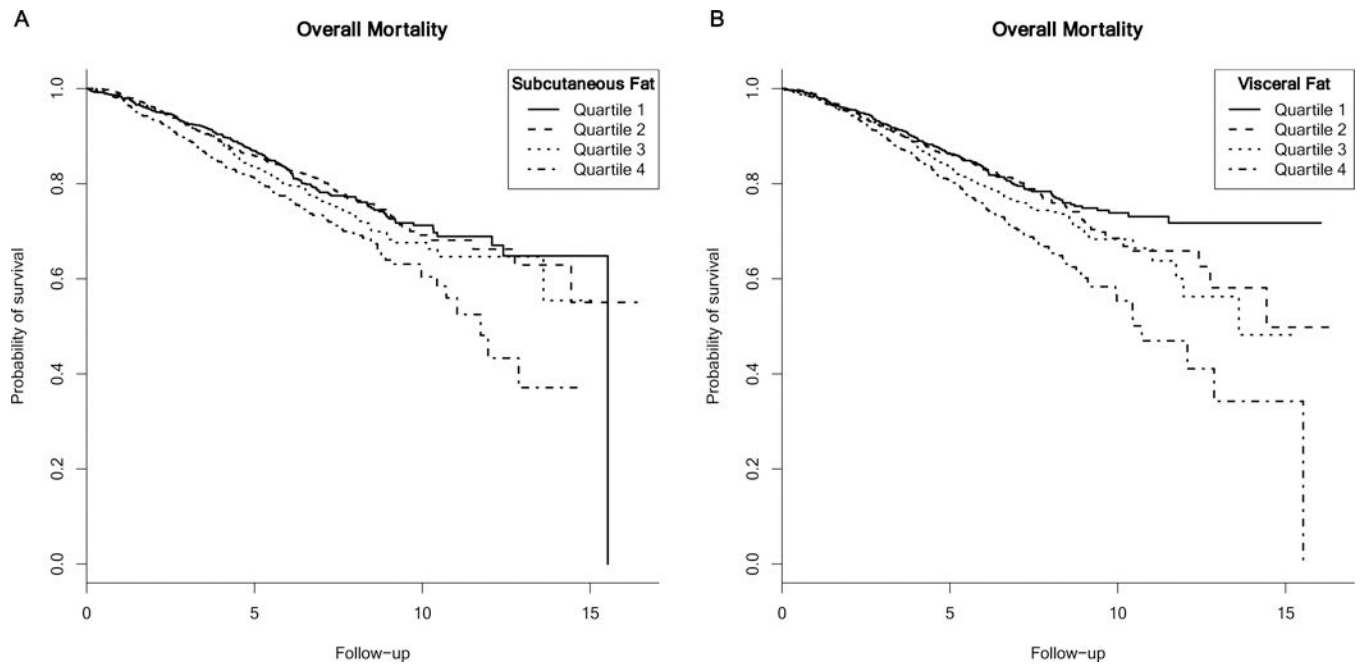 A
Overall Mortality
Subcutaneous Fat
Quartile 1
Quartile 2
Quartile 3
Quartile 4
Probability of survival
1.0
0.8
0.6
0.4
0.2
0.0
0 5 10 15
Follow-up
B
Overall Mortality
Visceral Fat
Quartile 1
Quartile 2
Quartile 3
Quartile 4
Probability of survival
1.0
0.8
0.6
0.4
0.2
0.0
0 5 10 15
Follow-up